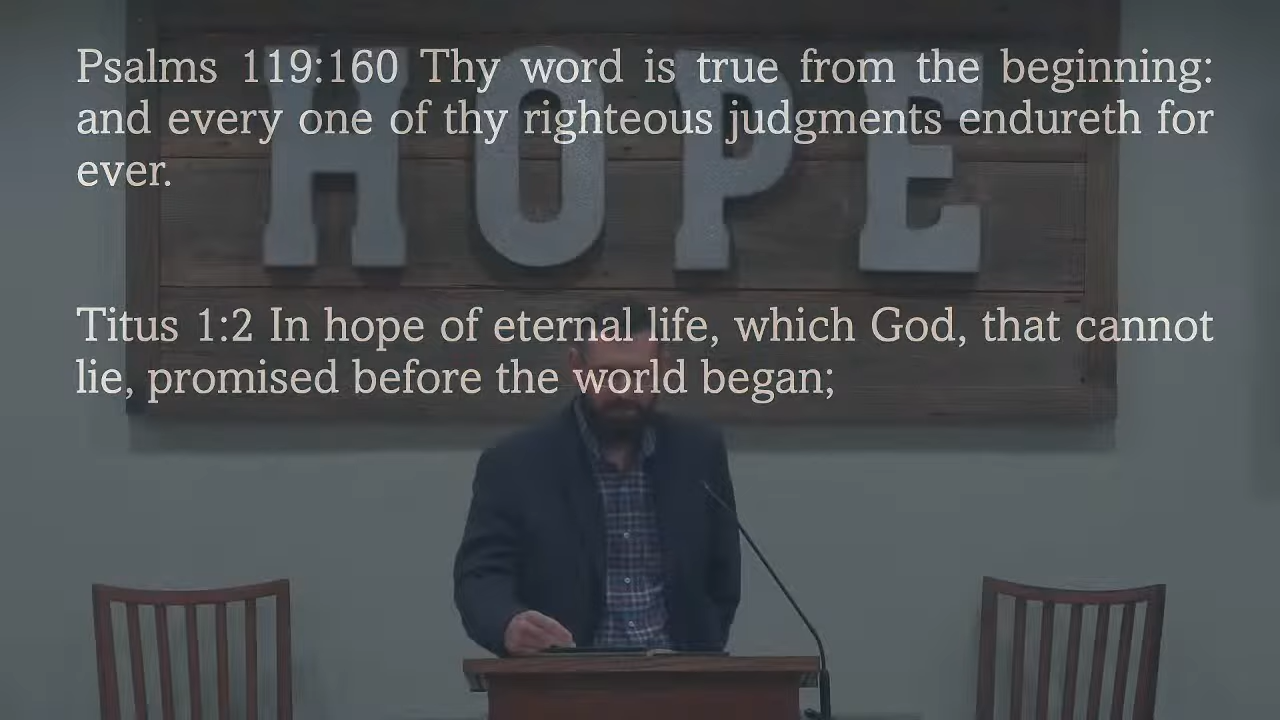 HOPE
Psalms 119:160 Thy word is true from the beginning:
and every one of thy righteous judgments endureth for
ever.
Titus 1:2 In hope of eternal life, which God, that cannot
lie, promised before the world began;